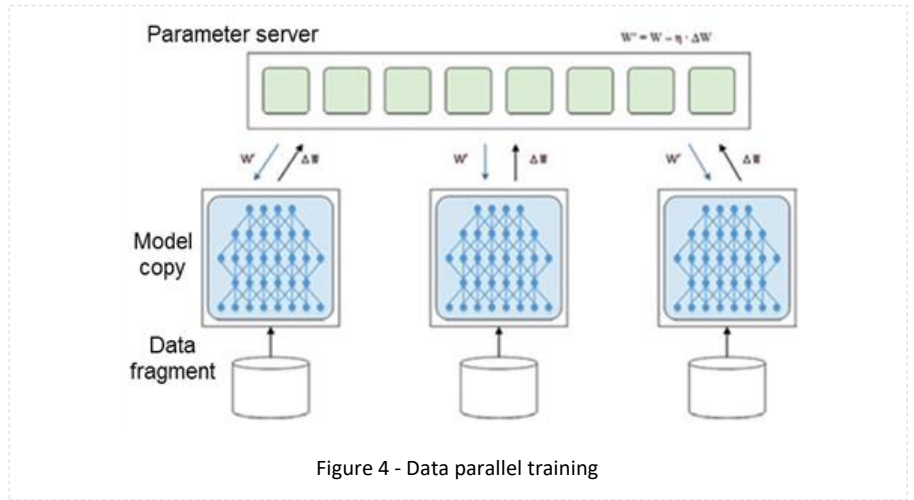 Parameter server
W' = W – η · ΔW
W' ΔW W' ΔW W' ΔW
Model
copy
Data
fragment
Figure 4 - Data parallel training